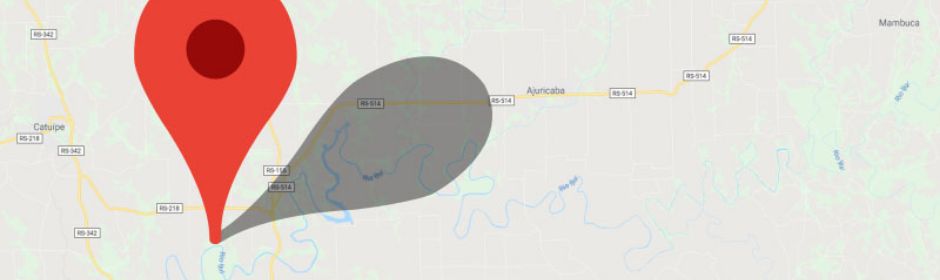 Mambuca
RS-342
RS-514
RS-514
Ajuricaba
RS-514
RS-514
RS-514
Rio Ijuí
Catuípe
RS-218
RS-342
RS-155
RS-514
Rio Ijuí
Rio Ijuí
Rio Ijuí
RS-218
RS-342
Rio Ijuí